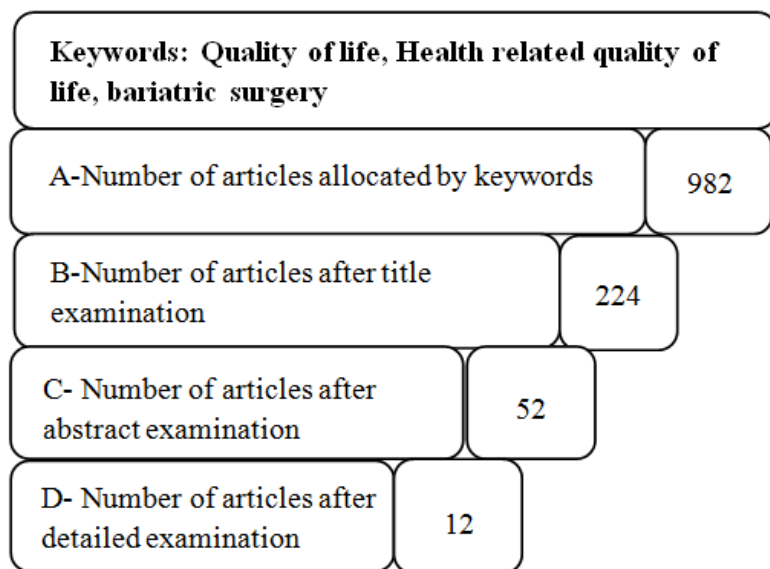 Keywords: Quality of life, Health related quality of
life, bariatric surgery
A-Number of articles allocated by keywords
982
B-Number of articles after title
examination
224
C- Number of articles after
abstract examination
52
D- Number of articles after
detailed examination
12